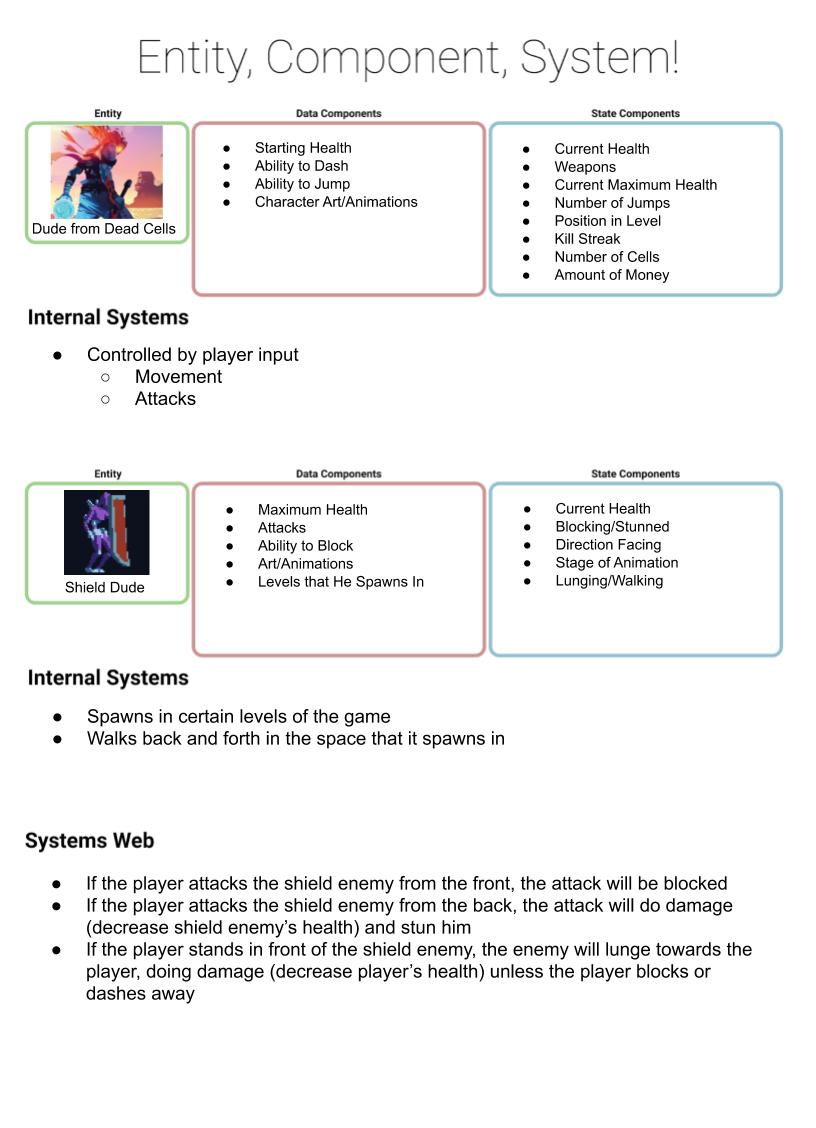 Entity, Component, System!
Entity
Data Components
State Components
Dude from Dead Cells
● Starting Health
● Ability to Dash
● Ability to Jump
● Character Art/Animations
● Current Health
● Weapons
● Current Maximum Health
● Number of Jumps
● Position in Level
● Kill Streak
● Number of Cells
● Amount of Money
Internal Systems
● Controlled by player input
○ Movement
○ Attacks
Entity
Data Components
State Components
Shield Dude
● Maximum Health
● Attacks
● Ability to Block
● Art/Animations
● Levels that He Spawns In
● Current Health
● Blocking/Stunned
● Direction Facing
● Stage of Animation
● Lunging/Walking
Internal Systems
● Spawns in certain levels of the game
● Walks back and forth in the space that it spawns in
Systems Web
● If the player attacks the shield enemy from the front, the attack will be blocked
● If the player attacks the shield enemy from the back, the attack will do damage
(decrease shield enemy’s health) and stun him
● If the player stands in front of the shield enemy, the enemy will lunge towards the
player, doing damage (decrease player’s health) unless the player blocks or
dashes away